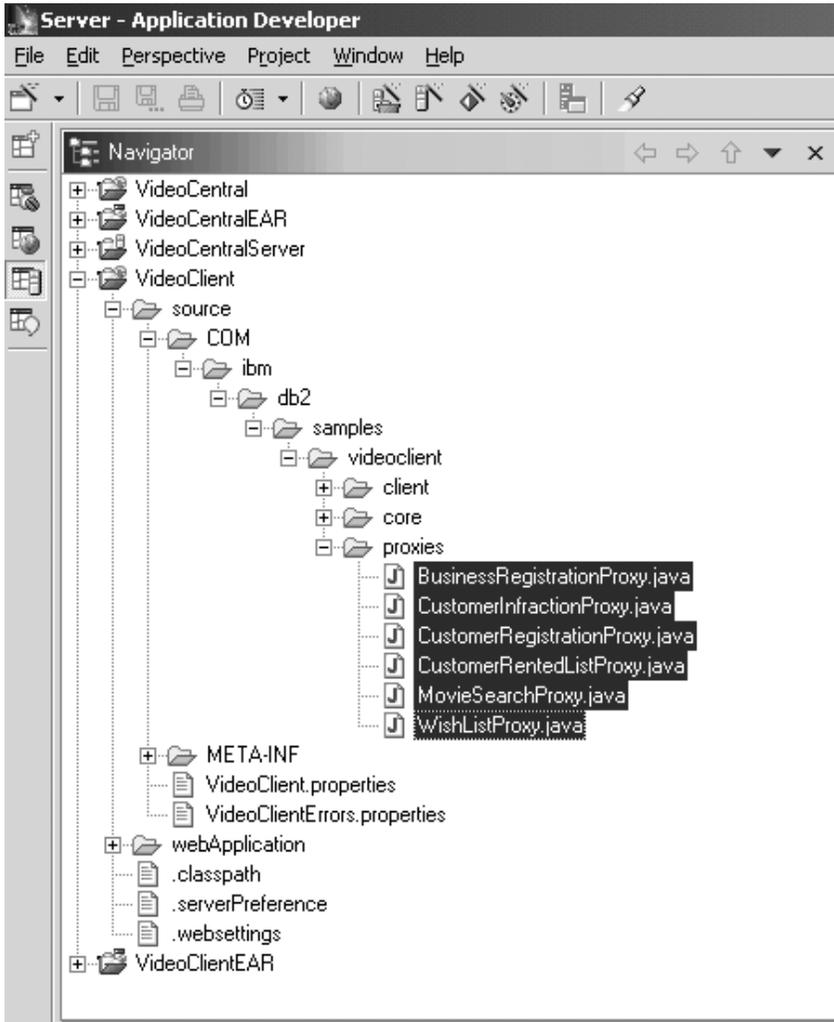 Server - Application Developer
File Edit Perspective Project Window Help
Navigator
VideoCentral
VideoCentralEAR
VideoCentralServer
VideoClient
source
COM
ibm
db2
samples
videoclient
client
core
proxies
BusinessRegistrationProxy.java
CustomerInfractionProxy.java
CustomerRegistrationProxy.java
CustomerRentedListProxy.java
MovieSearchProxy.java
WishListProxy.java
META-INF
VideoClient.properties
VideoClientErrors.properties
webApplication
.classpath
.serverPreference
.websettings
VideoClientEAR